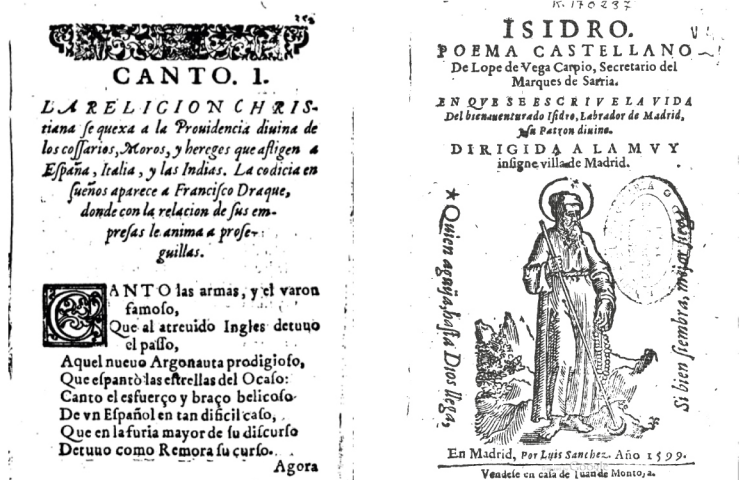 CANTO. I.
LA RELIGION CHRIS-
tiana se quexa a la Prouidencia diuina de
los cossarios, Moros, y hereges que afligen a
España, Italia, y las Indias. La codicia en
sueños aparece a Francisco Draque,
donde con la relacion de sus em-
presas le anima a prose-
guillas.
CANTO las armas, y el varon
famoso,
Que al atreuido Ingles detuuo
el passo,
Aquel nueuo Argonauta prodigioso,
Que espantò las estrellas del Ocaso:
Canto el esfuerço y braço belicoso
De vn Español en tan dificil caso,
Que en la furia mayor de su discurso
Detuuo como Remora su curso.
Agora
K. 170237
ISIDRO.
POEMA CASTELLANO
De Lope de Vega Carpio, Secretario del
Marques de Sarria.
EN QVE SE ESCRIVE LA VIDA
Del bienauenturado Isidro, Labrador de Madrid,
y su Patron diuino.
DIRIGIDA A LA MVY
insigne villa de Madrid.
Quien aguija, hasta Dios llega,
Si bien siembra, mejor siega
En Madrid, Por Luis Sanchez. Año 1599.
Vendese en casa de Iuan de Montoya.